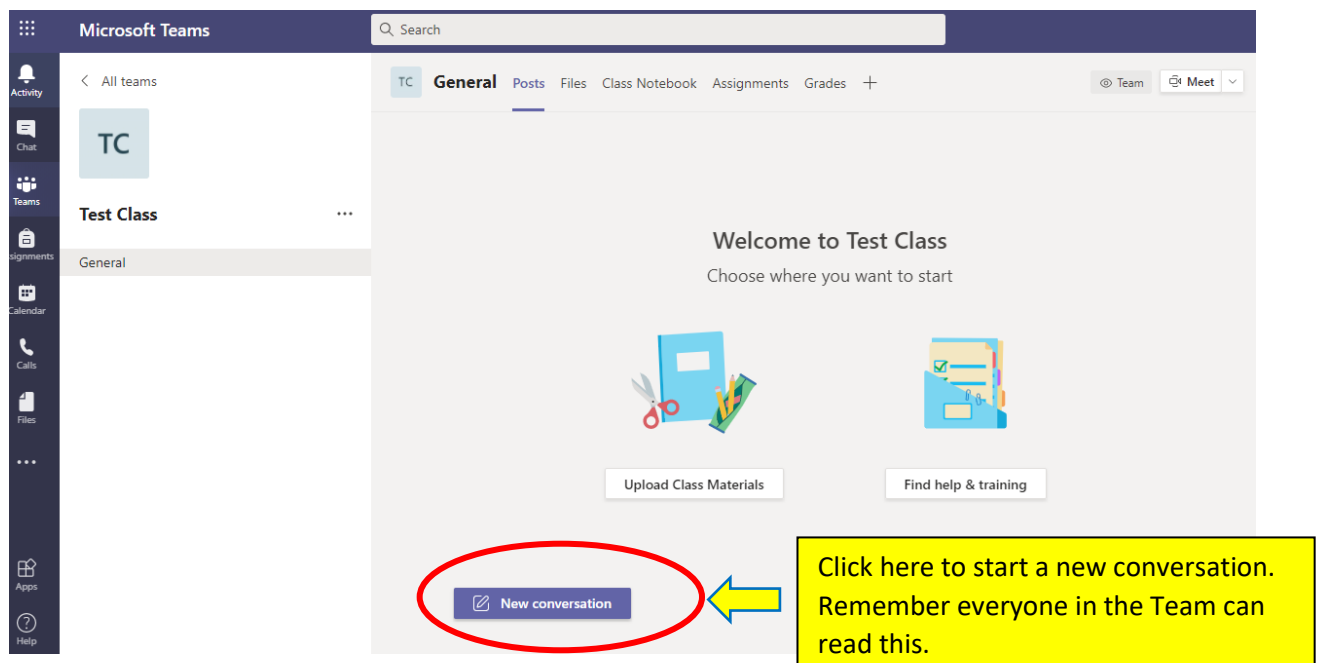 Microsoft Teams
Search
Activity
Chat
Teams
signments
Calendar
Calls
Files
Apps
Help
All teams
TC
Test Class
General
TC General Posts Files Class Notebook Assignments Grades
Team Meet
Welcome to Test Class
Choose where you want to start
Upload Class Materials
Find help & training
New conversation
Click here to start a new conversation.
Remember everyone in the Team can
read this.